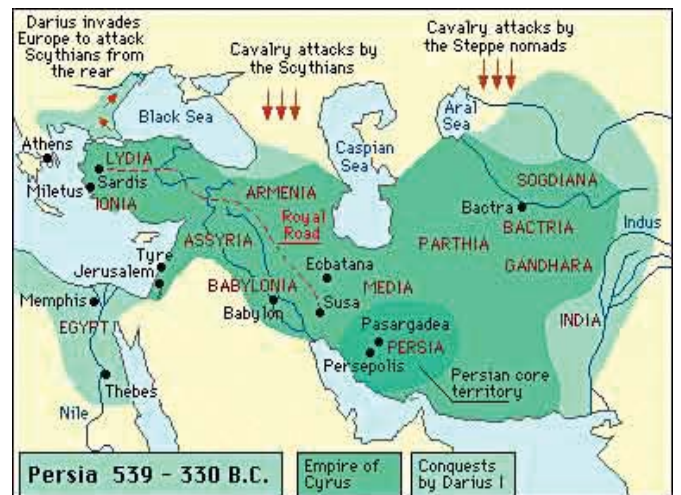 Darius invades
Europe to attack
Scythians from
the rear
Cavalry attacks by
the Scythians
Cavalry attacks by
the Steppe nomads
Black Sea
Caspian
Sea
Aral
Sea
Athens
LYDIA
Sardis
Miletus
IONIA
ARMENIA
Royal
Road
SOGDIANA
Bactra
BACTRIA
PARTHIA
GANDHARA
Indus
ASSYRIA
Tyre
Jerusalem
Memphis
EGYPT
BABYLONIA
Babylon
Ecbatana
MEDIA
Susa
Pasargadea
PERSIA
Persepolis
INDIA
Persian core
territory
Thebes
Nile
Persia 539 - 330 B.C.
Empire of
Cyrus
Conquests
by Darius I